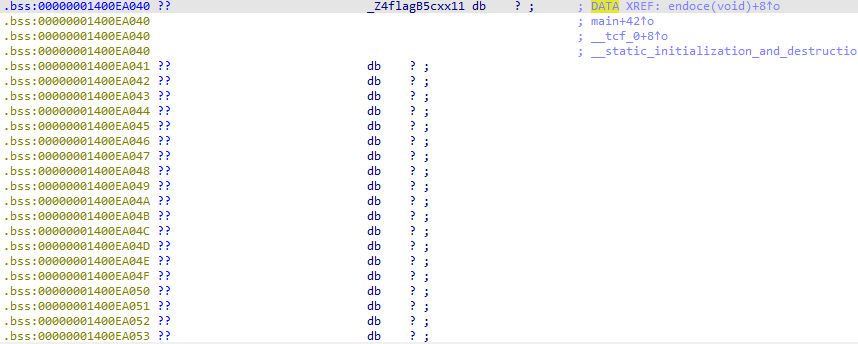 .bss:00000001400EA040 ?? _Z4flagB5cxx11 db ? ; ; DATA XREF: endoce(void)+8↑o
.bss:00000001400EA040 ; main+42↑o
.bss:00000001400EA040 ; __tcf_0+8↑o
.bss:00000001400EA040 ; __static_initialization_and_destructio
.bss:00000001400EA041 ?? db ? ;
.bss:00000001400EA042 ?? db ? ;
.bss:00000001400EA043 ?? db ? ;
.bss:00000001400EA044 ?? db ? ;
.bss:00000001400EA045 ?? db ? ;
.bss:00000001400EA046 ?? db ? ;
.bss:00000001400EA047 ?? db ? ;
.bss:00000001400EA048 ?? db ? ;
.bss:00000001400EA049 ?? db ? ;
.bss:00000001400EA04A ?? db ? ;
.bss:00000001400EA04B ?? db ? ;
.bss:00000001400EA04C ?? db ? ;
.bss:00000001400EA04D ?? db ? ;
.bss:00000001400EA04E ?? db ? ;
.bss:00000001400EA04F ?? db ? ;
.bss:00000001400EA050 ?? db ? ;
.bss:00000001400EA051 ?? db ? ;
.bss:00000001400EA052 ?? db ? ;
.bss:00000001400EA053 ?? db ? ;